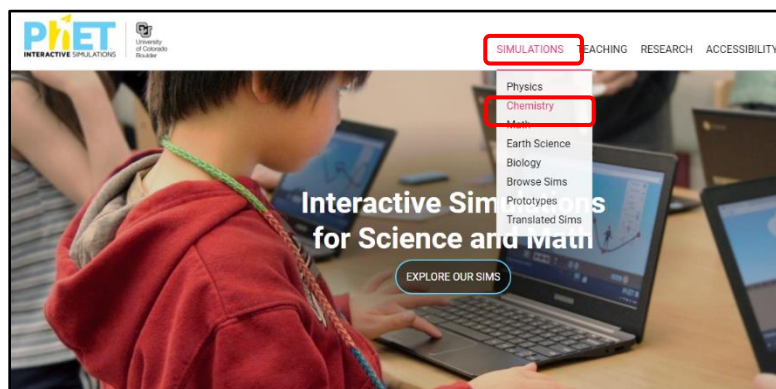 PhET
INTERACTIVE SIMULATIONS
University
of Colorado
Boulder
SIMULATIONS TEACHING RESEARCH ACCESSIBILITY
Physics
Chemistry
Math
Earth Science
Biology
Browse Sims
Prototypes
Translated Sims
Interactive Simulations
for Science and Math
EXPLORE OUR SIMS